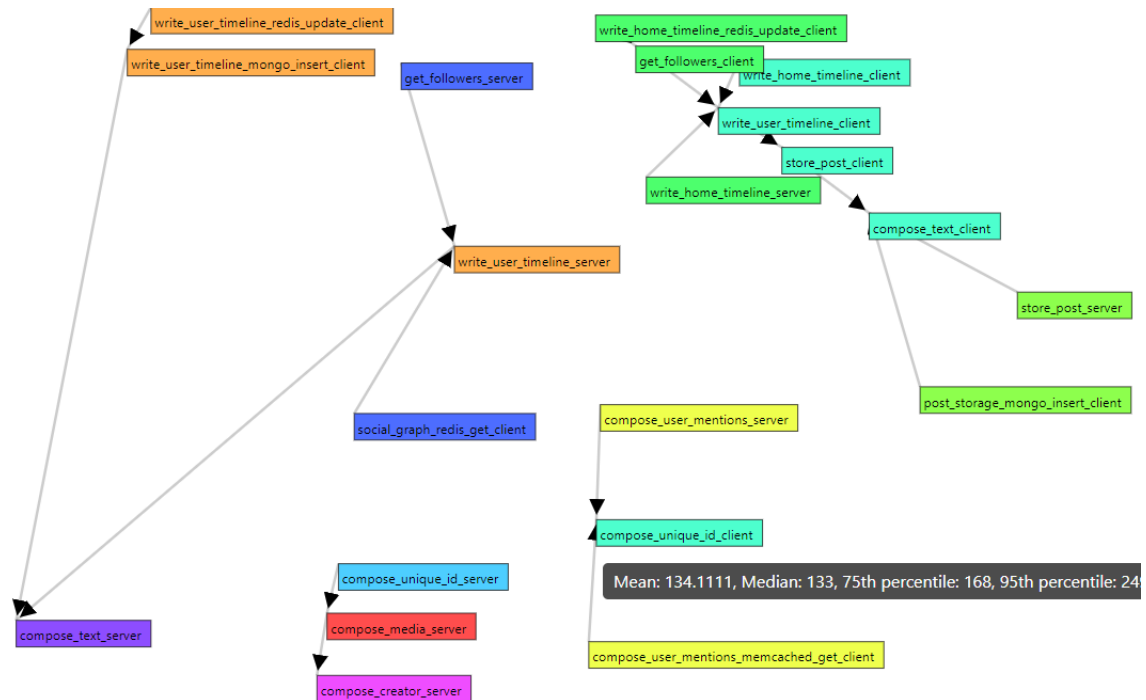 write_user_timeline_redis_update_client
write_home_timeline_redis_update_client
write_user_timeline_mongo_insert_client
get_followers_client
get_followers_server
write_home_timeline_client
write_user_timeline_client
store_post_client
write_home_timeline_server
compose_text_client
write_user_timeline_server
store_post_server
post_storage_mongo_insert_client
compose_user_mentions_server
social_graph_redis_get_client
compose_unique_id_client
compose_unique_id_server
Mean: 134.1111, Median: 133, 75th percentile: 168, 95th percentile:
compose_media_server
compose_text_server
compose_user_mentions_memcached_get_client
compose_creator_server